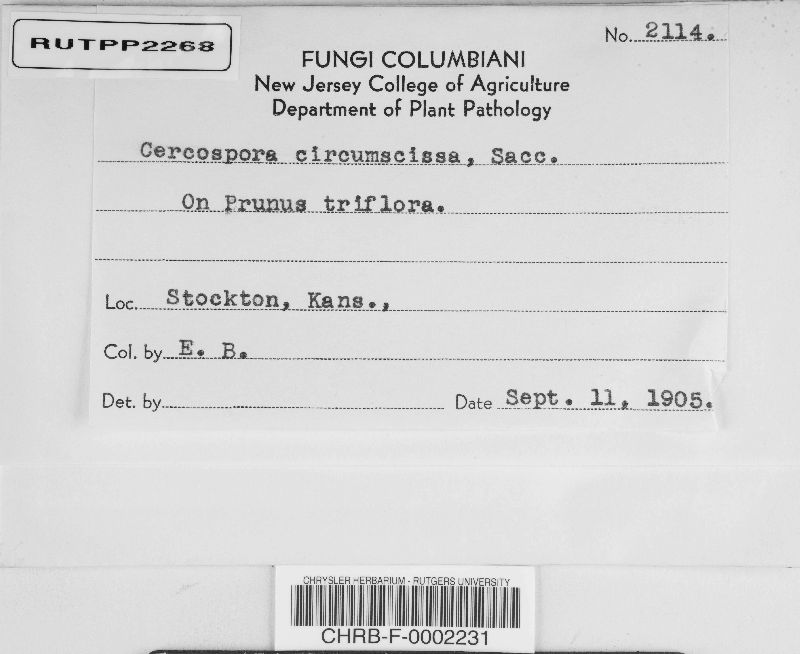 RUTPP2268
No. 2114.
FUNGI COLUMBIANI
New Jersey College of Agriculture
Department of Plant Pathology
Cercospora circumscissa, Sacc.
On Prunus triflora.
Loc. Stockton, Kans.,
Col. by E. B.
Det. by
Date Sept. 11, 1905.
CHRYSLER HERBARIUM - RUTGERS UNIVERSITY
CHRB-F-0002231